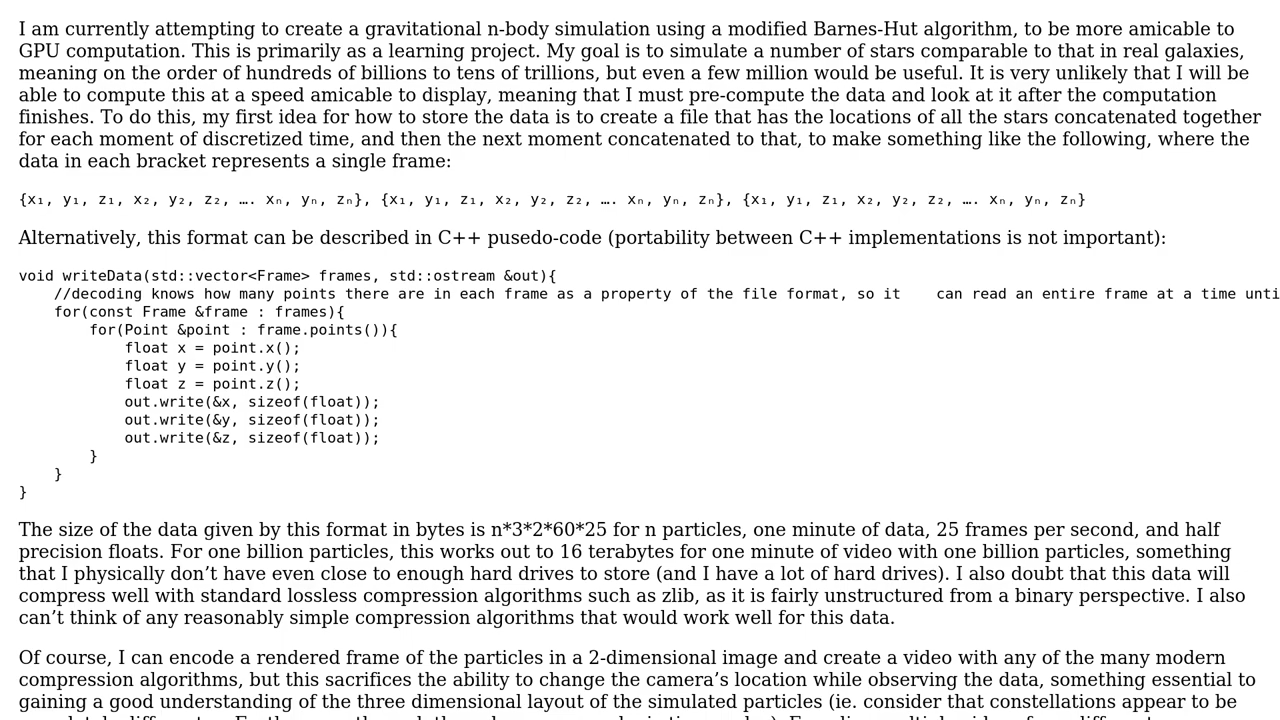 I am currently attempting to create a gravitational n-body simulation using a modified Barnes-Hut algorithm, to be more amicable to
GPU computation. This is primarily as a learning project. My goal is to simulate a number of stars comparable to that in real galaxies,
meaning on the order of hundreds of billions to tens of trillions, but even a few million would be useful. It is very unlikely that I will be
able to compute this at a speed amicable to display, meaning that I must pre-compute the data and look at it after the computation
finishes. To do this, my first idea for how to store the data is to create a file that has the locations of all the stars concatenated together
for each moment of discretized time, and then the next moment concatenated to that, to make something like the following, where the
data in each bracket represents a single frame:
{x₁, y₁, z₁, x₂, y₂, z₂, …. xₙ, yₙ, zₙ}, {x₁, y₁, z₁, x₂, y₂, z₂, …. xₙ, yₙ, zₙ}, {x₁, y₁, z₁, x₂, y₂, z₂, …. xₙ, yₙ, zₙ}
Alternatively, this format can be described in C++ pusedo-code (portability between C++ implementations is not important):
void writeData(std::vector<Frame> frames, std::ostream &out){
    //decoding knows how many points there are in each frame as a property of the file format, so it    can read an entire frame at a time unti
    for(const Frame &frame : frames){
        for(Point &point : frame.points()){
            float x = point.x();
            float y = point.y();
            float z = point.z();
            out.write(&x, sizeof(float));
            out.write(&y, sizeof(float));
            out.write(&z, sizeof(float));
        }
    }
}
The size of the data given by this format in bytes is n*3*2*60*25 for n particles, one minute of data, 25 frames per second, and half
precision floats. For one billion particles, this works out to 16 terabytes for one minute of video with one billion particles, something
that I physically don’t have even close to enough hard drives to store (and I have a lot of hard drives). I also doubt that this data will
compress well with standard lossless compression algorithms such as zlib, as it is fairly unstructured from a binary perspective. I also
can’t think of any reasonably simple compression algorithms that would work well for this data.
Of course, I can encode a rendered frame of the particles in a 2-dimensional image and create a video with any of the many modern
compression algorithms, but this sacrifices the ability to change the camera’s location while observing the data, something essential to
gaining a good understanding of the three dimensional layout of the simulated particles (ie. consider that constellations appear to be